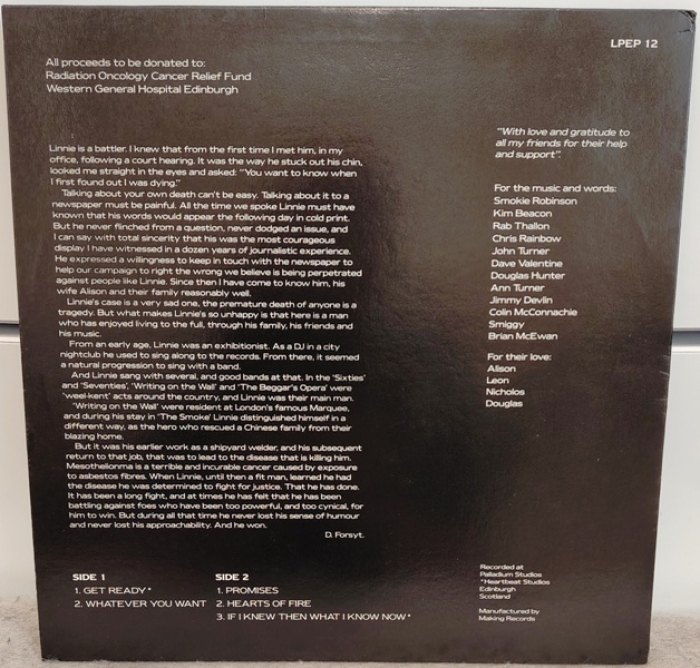 LPEP 12
All proceeds to be donated to:
Radiation Oncology Cancer Relief Fund
Western General Hospital Edinburgh
Linnie is a battler. I knew that from the first time I met him, in my
office, following a court hearing. It was the way he stuck out his chin,
looked me straight in the eyes and asked: "You want to know when
I first found out I was dying."
Talking about your own death can't be easy. Talking about it to a
newspaper must be painful. All the time we spoke Linnie must have
known that his words would appear the following day in cold print.
But he never flinched from a question, never dodged an issue, and
I can say with total sincerity that his was the most courageous
display I have witnessed in a dozen years of journalistic experience.
He expressed a willingness to keep in touch with the newspaper to
help our campaign to right the wrong we believe is being perpetrated
against people like Linnie. Since then I have come to know him, his
wife Alison and their family reasonably well.
Linnie's case is a very sad one, the premature death of anyone is a
tragedy. But what makes Linnie's so unhappy is that here is a man
who has enjoyed living to the full, through his family, his friends and
his music.
From an early age, Linnie was an exhibitionist. As a DJ in a city
nightclub he used to sing along to the records. From there, it seemed
a natural progression to sing with a band.
And Linnie sang with several, and good bands at that. In the 'Sixties'
and 'Seventies', 'Writing on the Wall' and 'The Beggar's Opera' were
'weel-kent' acts around the country, and Linnie was their main man.
'Writing on the Wall' were resident at London's famous Marquee,
and during his stay in 'The Smoke' Linnie distinguished himself in a
different way, as the hero who rescued a Chinese family from their
blazing home.
But it was his earlier work as a shipyard welder, and his subsequent
return to that job, that was to lead to the disease that is killing him.
Mesothelionma is a terrible and incurable cancer caused by exposure
to asbestos fibres. When Linnie, until then a fit man, learned he had
the disease he was determined to fight for justice. That he has done.
It has been a long fight, and at times he has felt that he has been
battling against foes who have been too powerful, and too cynical, for
him to win. But during all that time he never lost his sense of humour
and never lost his approachability. And he won.
D. Forsyt.
"With love and gratitude to
all my friends for their help
and support".
For the music and words:
Smokie Robinson
Kim Beacon
Rab Thallon
Chris Rainbow
John Turner
Dave Valentine
Douglas Hunter
Ann Turner
Jimmy Devlin
Colin McConnachie
Smiggy
Brian McEwan
For their love:
Alison
Leon
Nicholos
Douglas
SIDE 1
1. GET READY*
2. WHATEVER YOU WANT
SIDE 2
1. PROMISES
2. HEARTS OF FIRE
3. IF I KNEW THEN WHAT I KNOW NOW*
Recorded at
Palladium Studios
*Heartbeat Studios
Edinburgh
Scotland
Manufactured by
Making Records